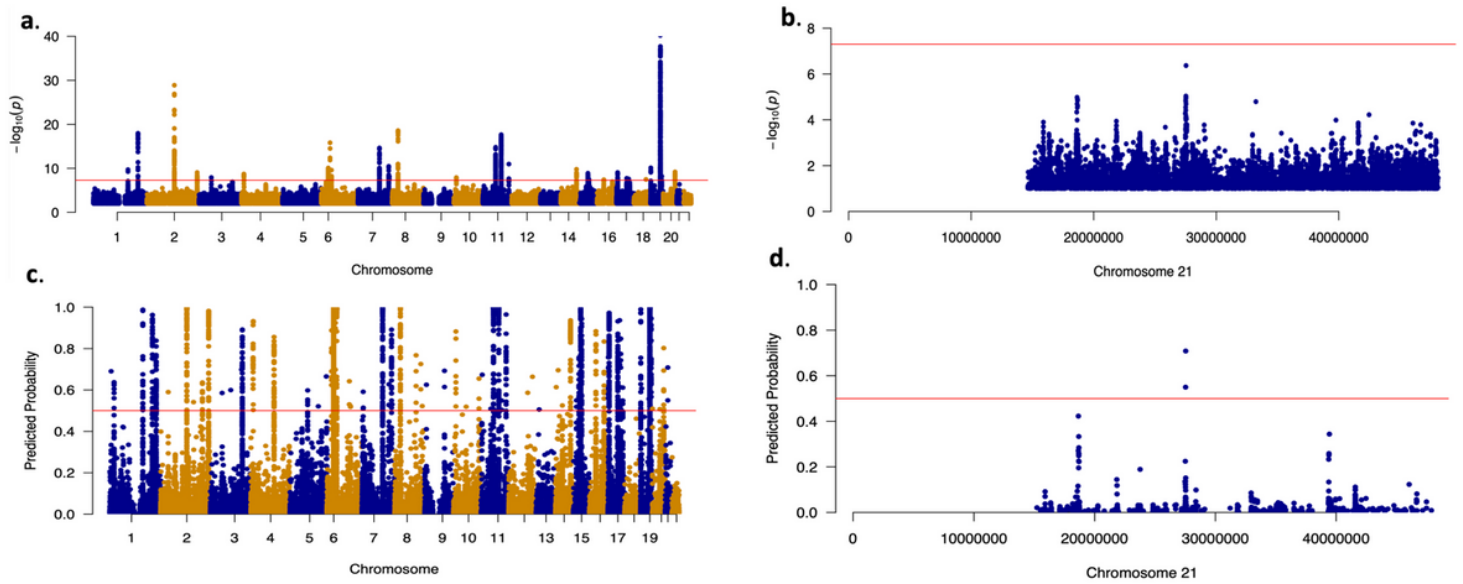 a.
40
30
20
10
0
−log₁₀(p)
1 2 3 4 5 6 7 8 9 10 11 12 14 16 18 20
Chromosome
b.
8
6
4
2
0
−log₁₀(p)
0 10000000 20000000 30000000 40000000
Chromosome 21
c.
1.0
0.8
0.6
0.4
0.2
0.0
Predicted Probability
1 2 3 4 5 6 7 8 9 10 11 13 15 17 19
Chromosome
d.
1.0
0.8
0.6
0.4
0.2
0.0
Predicted Probability
0 10000000 20000000 30000000 40000000
Chromosome 21